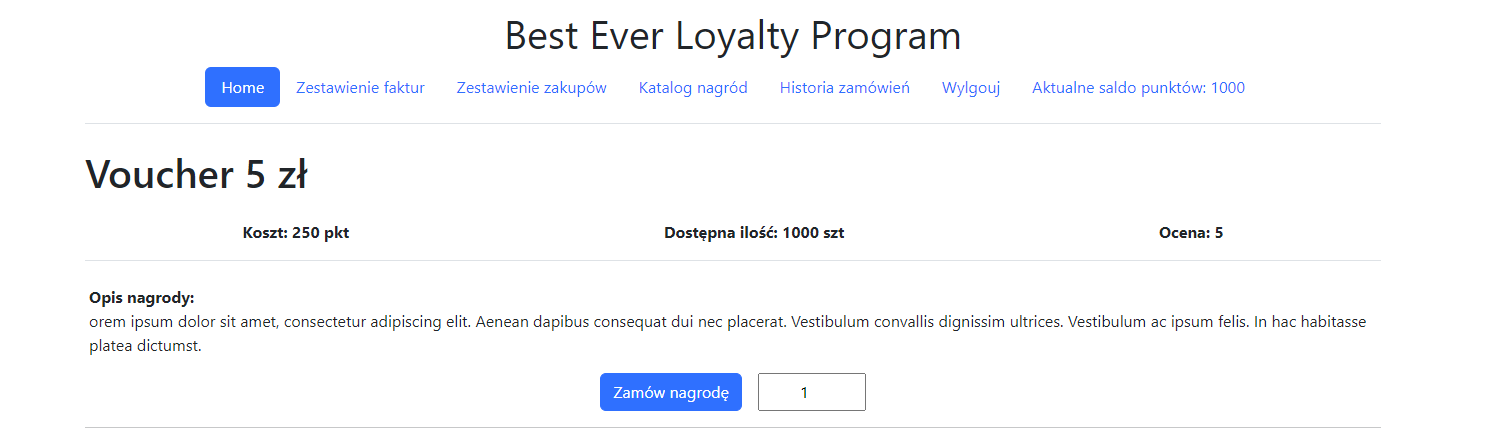 Best Ever Loyalty Program
Home Zestawienie faktur Zestawienie zakupów Katalog nagród Historia zamówień Wylgouj Aktualne saldo punktów: 1000
Voucher 5 zł
Koszt: 250 pkt Dostępna ilość: 1000 szt Ocena: 5
Opis nagrody:
orem ipsum dolor sit amet, consectetur adipiscing elit. Aenean dapibus consequat dui nec placerat. Vestibulum convallis dignissim ultrices. Vestibulum ac ipsum felis. In hac habitasse
platea dictumst.
Zamów nagrodę 1